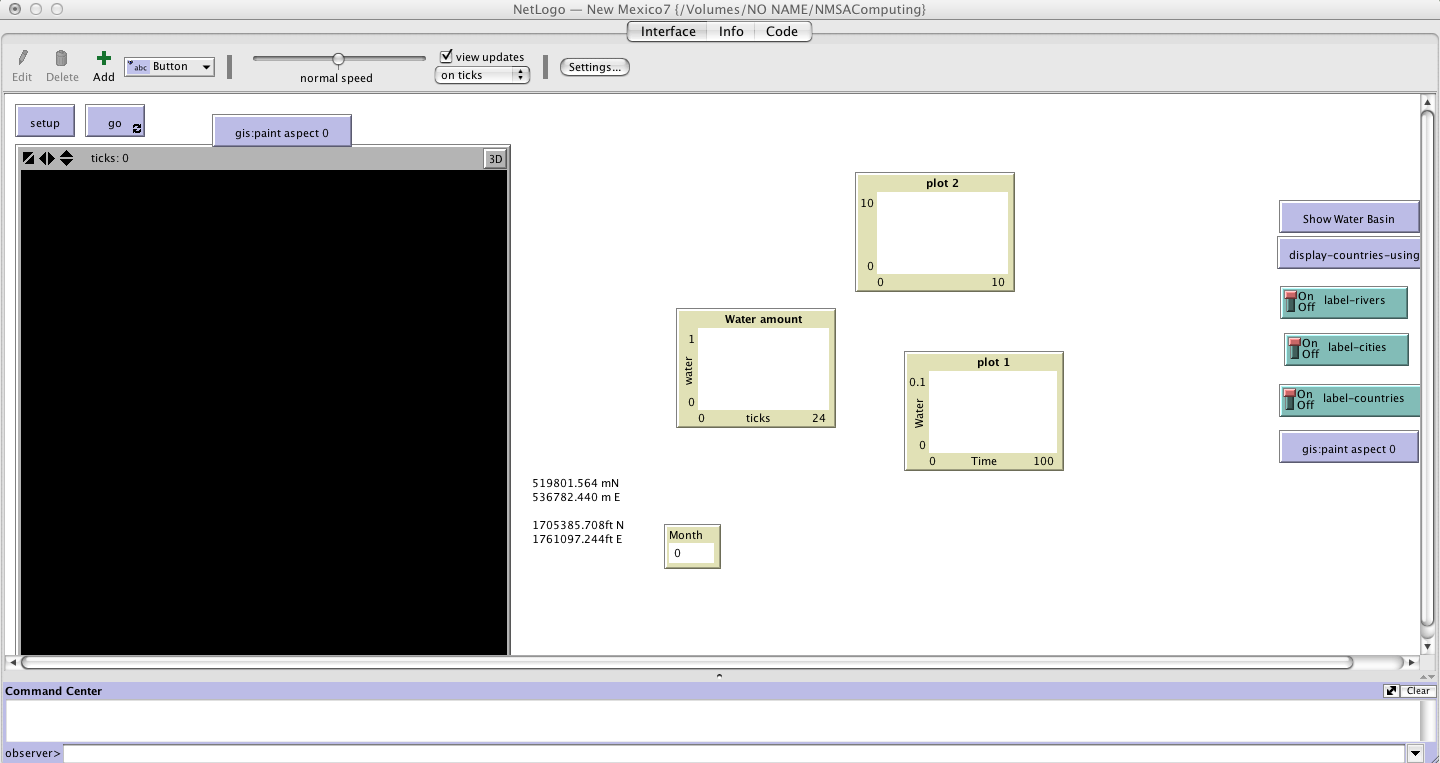 NetLogo — New Mexico7 {/Volumes/NO NAME/NMSAComputing}
Interface Info Code
Edit Delete Add abc Button normal speed view updates on ticks Settings...
setup go gis:paint aspect 0
ticks: 0 3D
plot 2
10
0
0 10
Water amount
1
water
0
0 ticks 24
plot 1
0.1
Water
0
0 Time 100
Show Water Basin
display-countries-using
On Off label-rivers
On Off label-cities
On Off label-countries
gis:paint aspect 0
519801.564 mN
536782.440 m E
1705385.708ft N
1761097.244ft E
Month
0
Command Center Clear
observer>